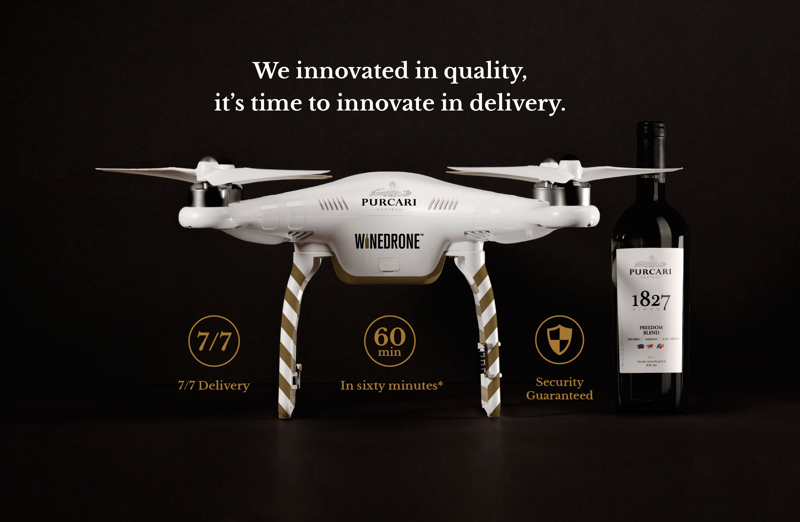 We innovated in quality,
it's time to innovate in delivery.
PURCARI
WINEDRONE™
PURCARI
1827
FREEDOM
BLEND
7/7
60
min
7/7 Delivery
In sixty minutes*
Security
Guaranteed